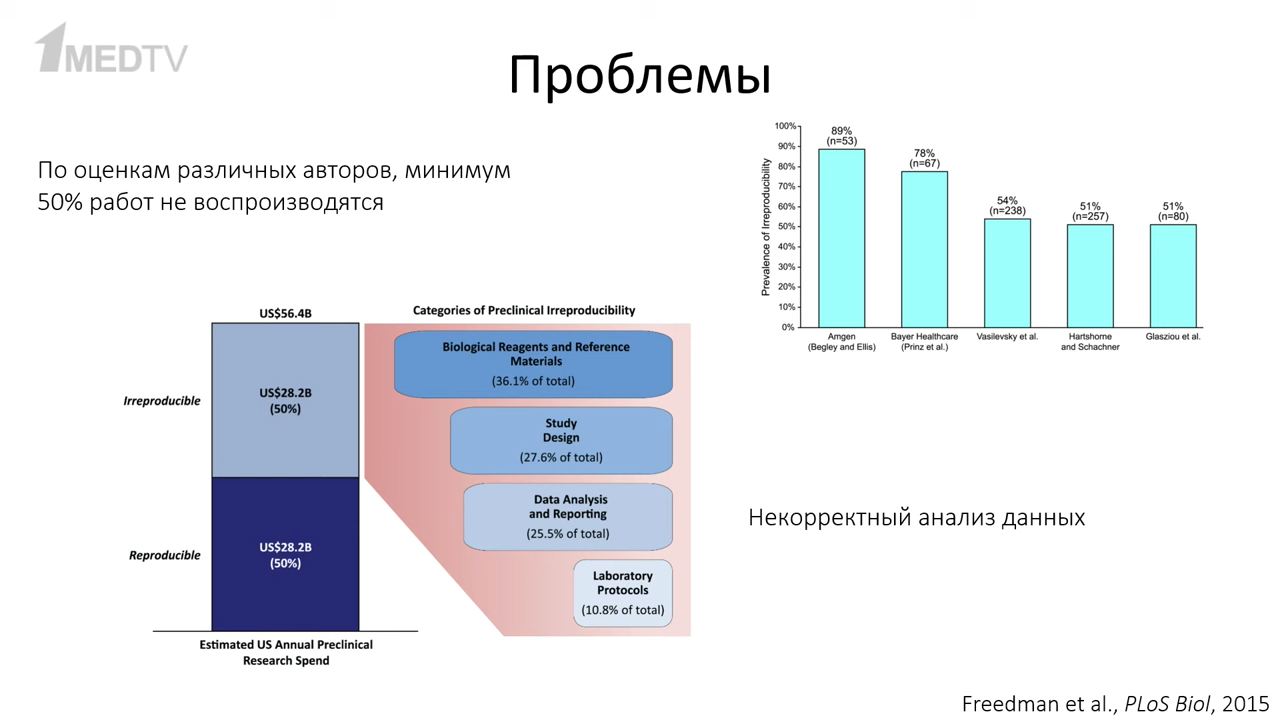 1MEDTV
Проблемы
По оценкам различных авторов, минимум
50% работ не воспроизводятся
100%
90%
80%
70%
60%
50%
40%
30%
20%
10%
0%
Prevalence of Irreproducibility
89%
(n=53)
78%
(n=67)
54%
(n=238)
51%
(n=257)
51%
(n=80)
Amgen
(Begley and Ellis)
Bayer Healthcare
(Prinz et al.)
Vasilevsky et al.
Hartshorne
and Schachner
Glasziou et al.
US$56.4B
Irreproducible
US$28.2B
(50%)
Reproducible
US$28.2B
(50%)
Estimated US Annual Preclinical
Research Spend
Categories of Preclinical Irreproducibility
Biological Reagents and Reference
Materials
(36.1% of total)
Study
Design
(27.6% of total)
Data Analysis
and Reporting
(25.5% of total)
Laboratory
Protocols
(10.8% of total)
Некорректный анализ данных
Freedman et al., PLoS Biol, 2015